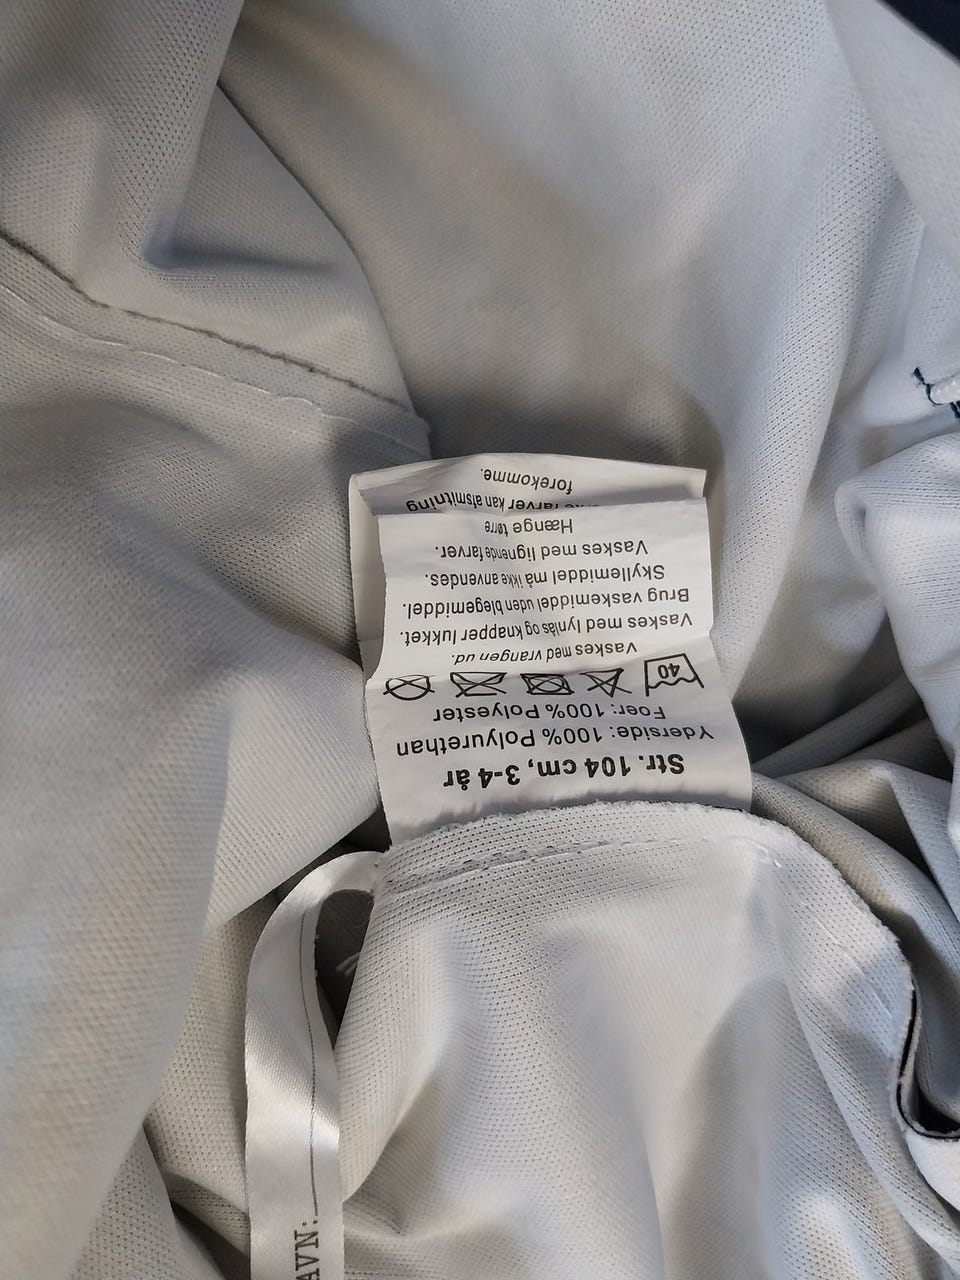 Str. 104 cm, 3-4 år
Yderside: 100% Polyurethan
Foer: 100% Polyester
40
Vaskes med vrangen ud.
Vaskes med lynlås og knapper lukket.
Brug vaskemiddel uden blegemiddel.
Skyllemiddel må ikke anvendes.
Vaskes med lignende farver.
Hænge tørre
farver kan afsmitning
forekomme.
AVN: